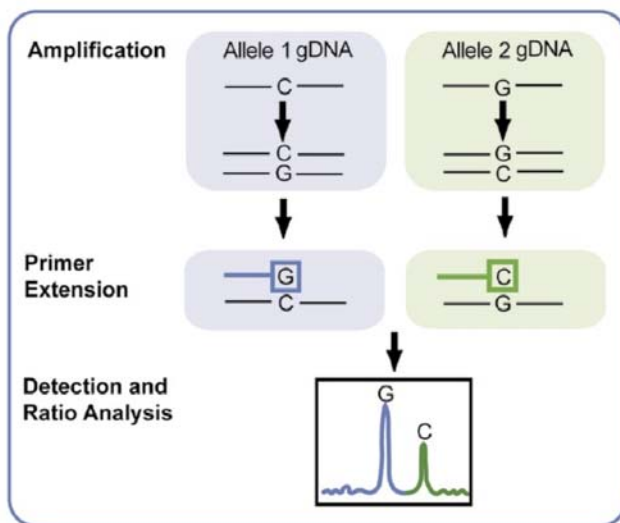 Amplification
Allele 1 gDNA
Allele 2 gDNA
C
G
C
G
G
C
Primer
Extension
G
C
C
G
Detection and
Ratio Analysis
G
C